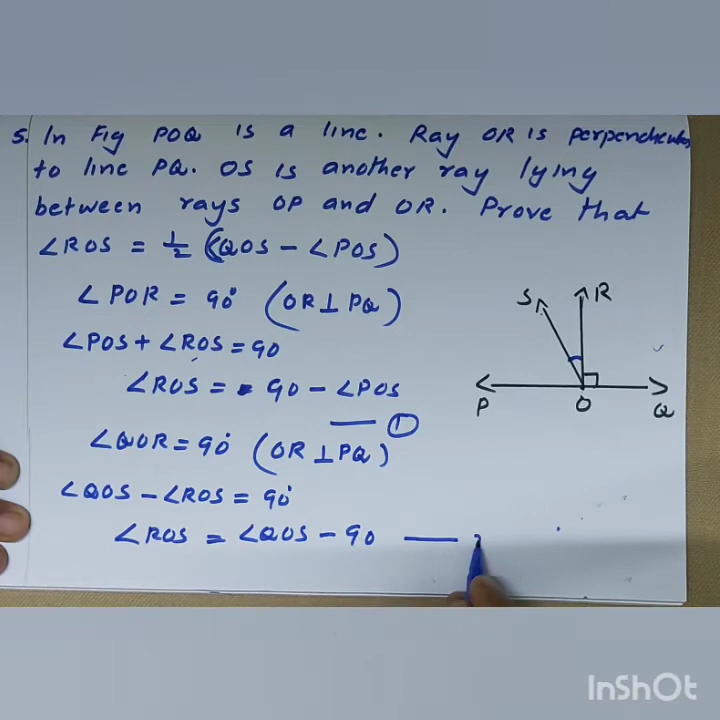 5. In Fig POQ is a line. Ray OR is perpendicular
to line PQ. OS is another ray lying
between rays OP and OR. Prove that
∠ROS = 1/2 (QOS - ∠POS)
∠POR = 90° (OR ⊥ PQ)
∠POS + ∠ROS = 90
∠ROS = 90 - ∠POS
— ①
∠QOR = 90° (OR ⊥ PQ)
∠QOS - ∠ROS = 90°
∠ROS = ∠QOS - 90 —
S R
P O Q
InShOt